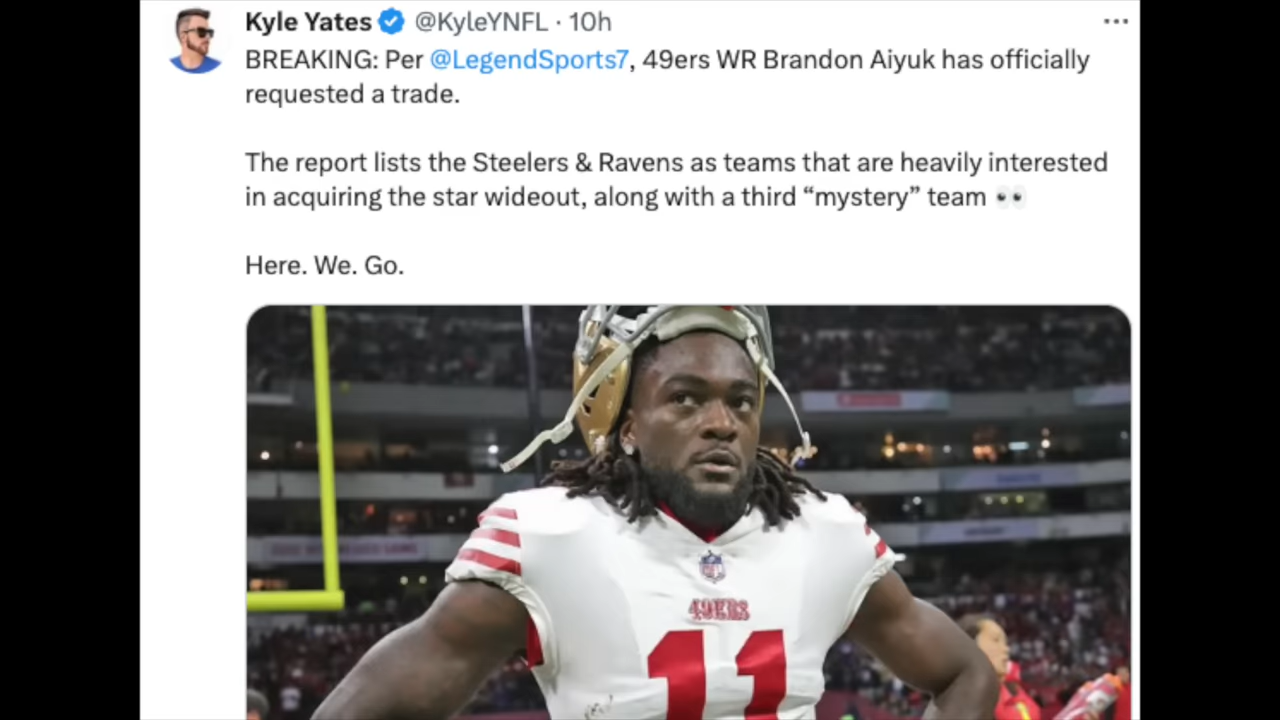 Kyle Yates @KyleYNFL · 10h
BREAKING: Per @LegendSports7, 49ers WR Brandon Aiyuk has officially
requested a trade.
The report lists the Steelers & Ravens as teams that are heavily interested
in acquiring the star wideout, along with a third “mystery” team 👀
Here. We. Go.
NFL
49ERS
11